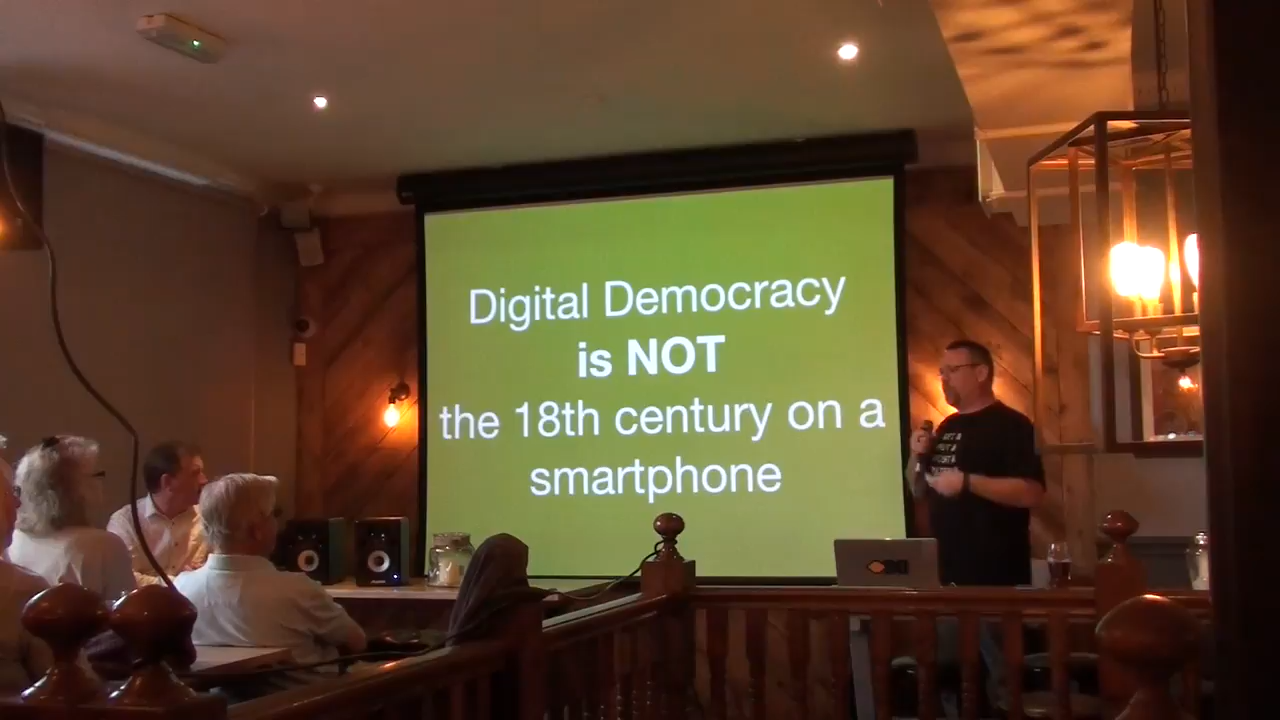 Digital Democracy
is NOT
the 18th century on a
smartphone